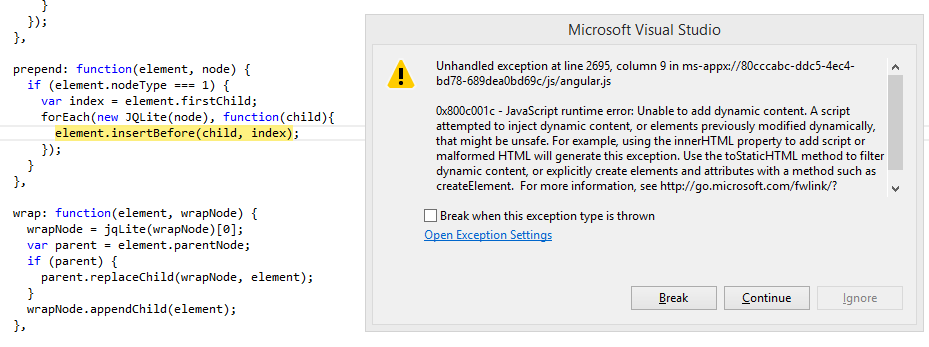 }
});
},
prepend: function(element, node) {
if (element.nodeType === 1) {
var index = element.firstChild;
forEach(new JQLite(node), function(child){
element.insertBefore(child, index);
});
}
},
wrap: function(element, wrapNode) {
wrapNode = jqLite(wrapNode)[0];
var parent = element.parentNode;
if (parent) {
parent.replaceChild(wrapNode, element);
}
wrapNode.appendChild(element);
},
Microsoft Visual Studio
Unhandled exception at line 2695, column 9 in ms-appx://80cccabc-ddc5-4ec4-
bd78-689dea0bd69c/js/angular.js
0x800c001c - JavaScript runtime error: Unable to add dynamic content. A script
attempted to inject dynamic content, or elements previously modified dynamically,
that might be unsafe. For example, using the innerHTML property to add script or
malformed HTML will generate this exception. Use the toStaticHTML method to filter
dynamic content, or explicitly create elements and attributes with a method such as
createElement.  For more information, see http://go.microsoft.com/fwlink/?
Break when this exception type is thrown
Open Exception Settings
Break
Continue
Ignore